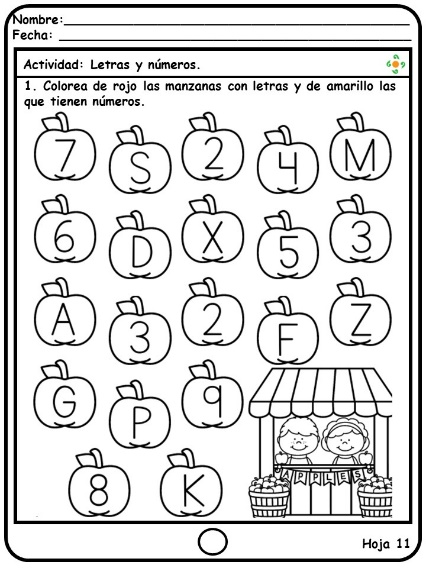 Nombre:
Fecha:
Actividad: Letras y números.
1. Colorea de rojo las manzanas con letras y de amarillo las
que tienen números.
7 S 2 4 M
6 D X 5 3
A 3 2 F Z
G P 9
APPLES
8 K
Hoja 11